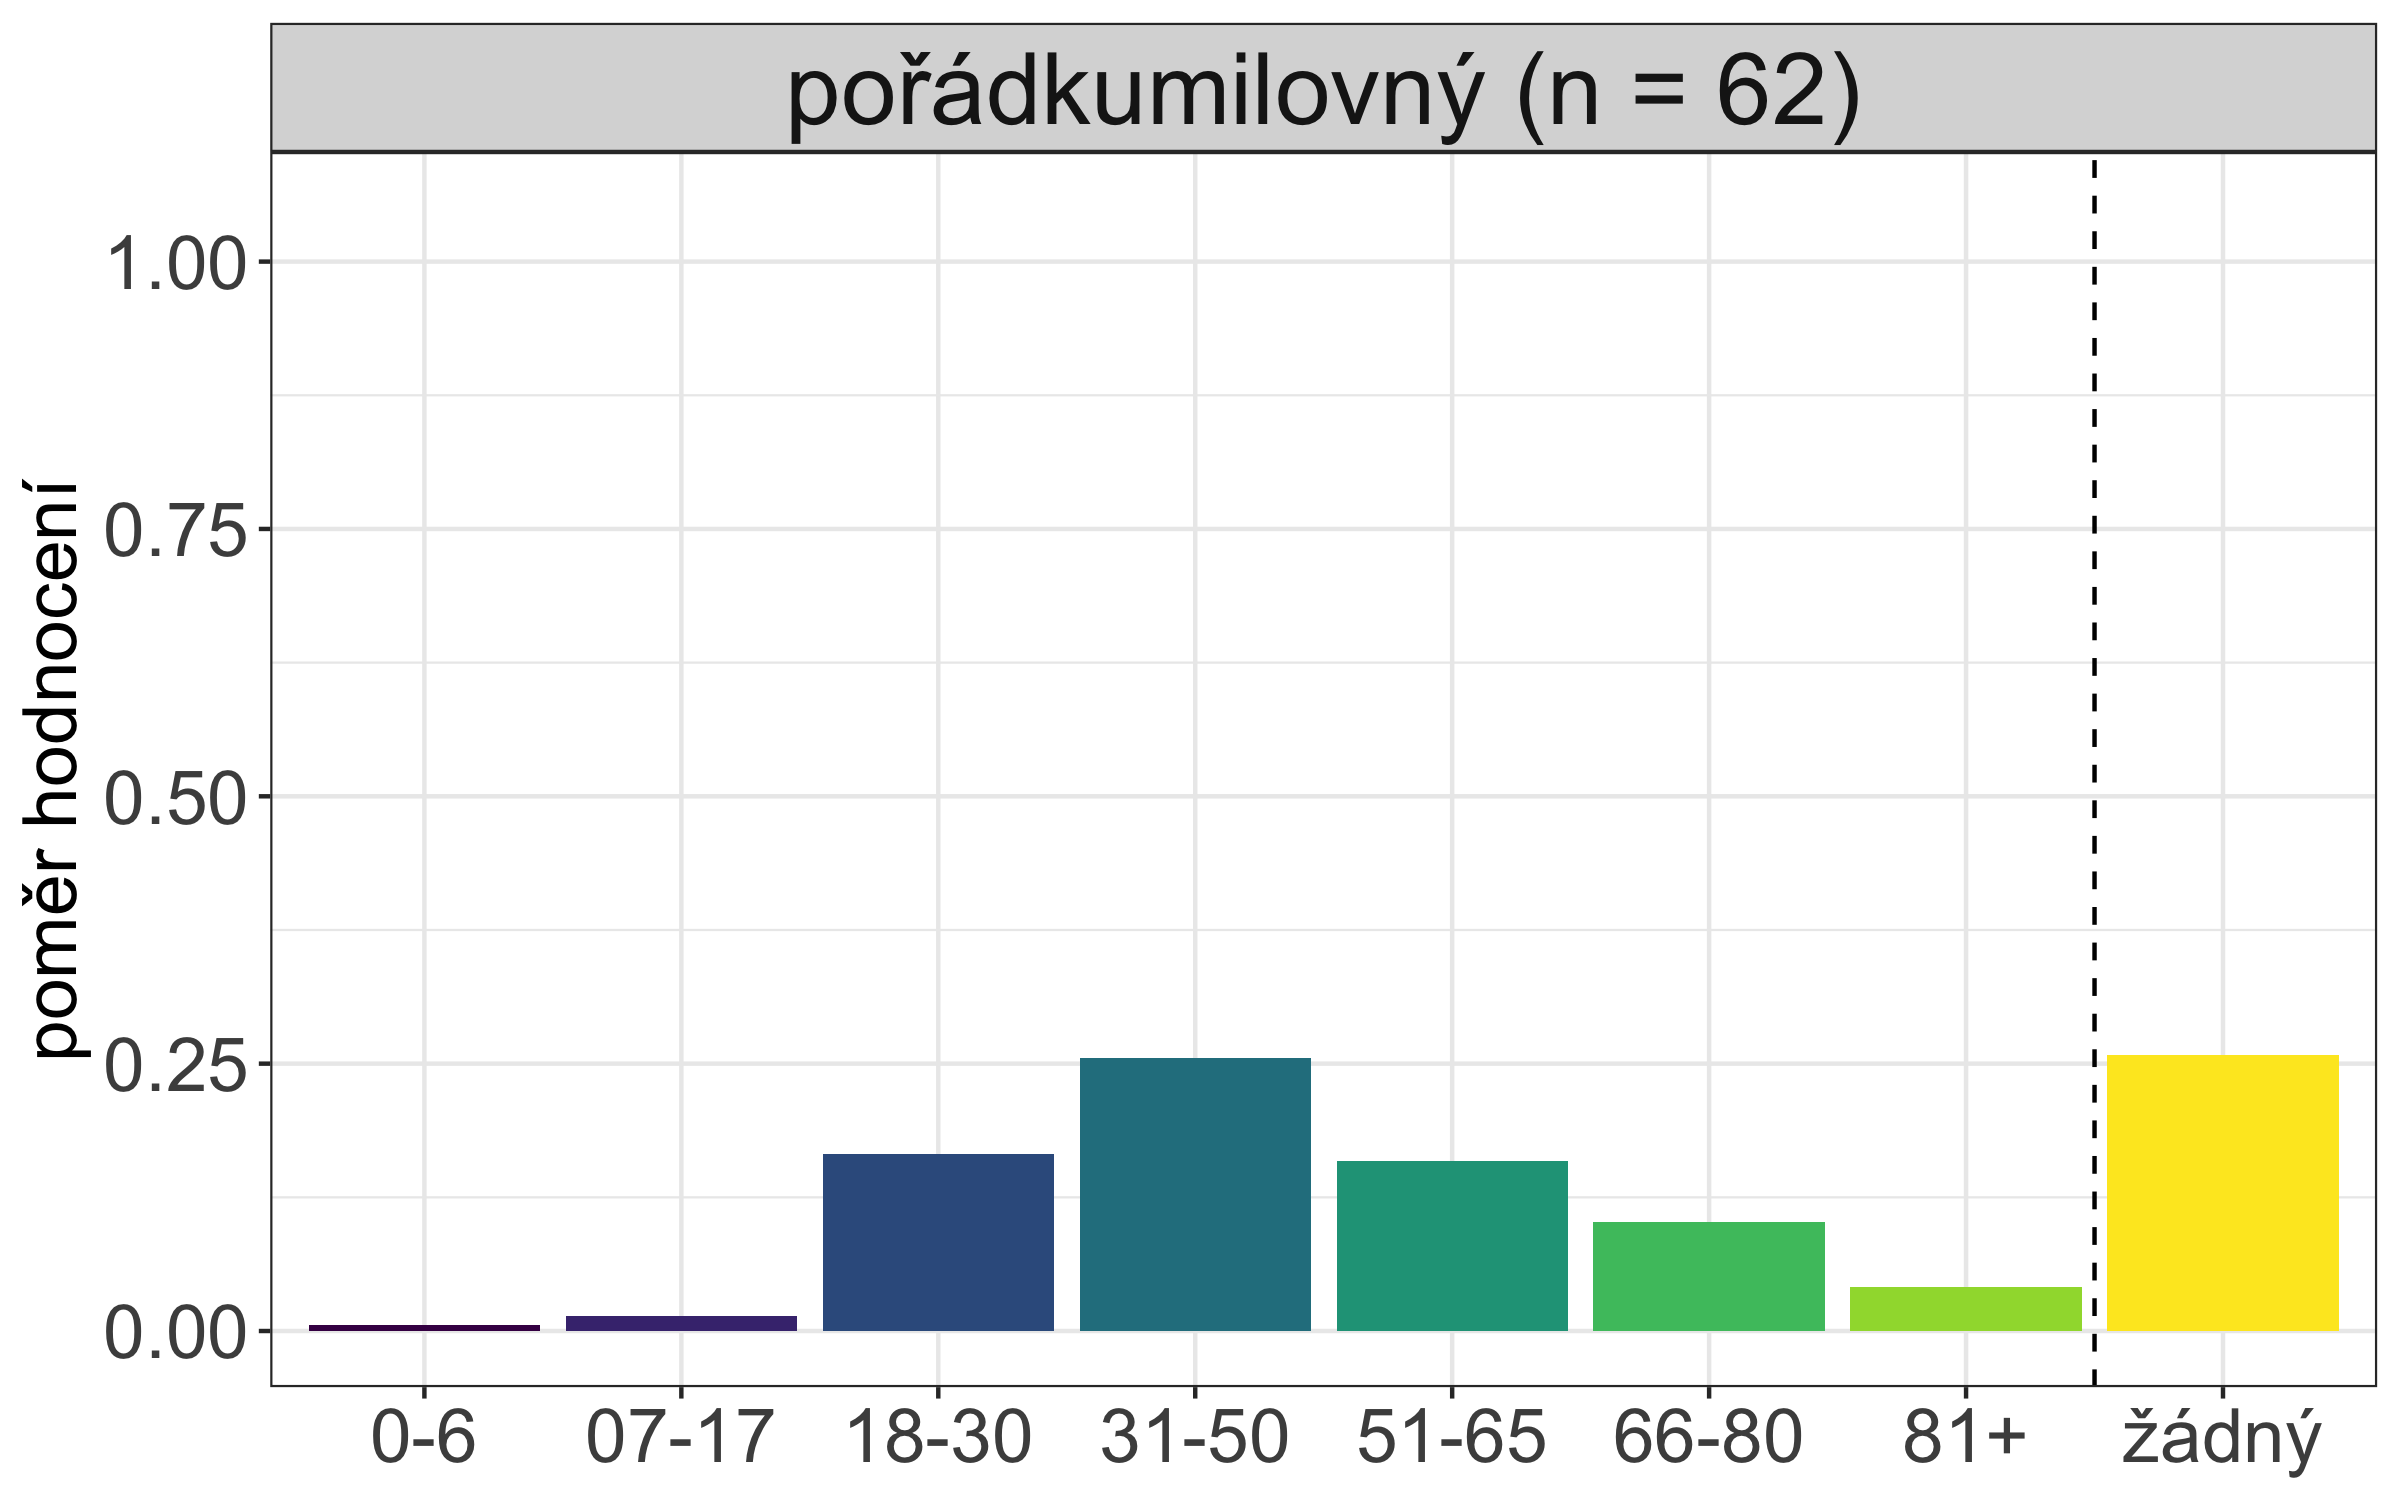 pořádkumilovný (n = 62)
poměr hodnocení
1.00
0.75
0.50
0.25
0.00
0-6 07-17 18-30 31-50 51-65 66-80 81+ žádný